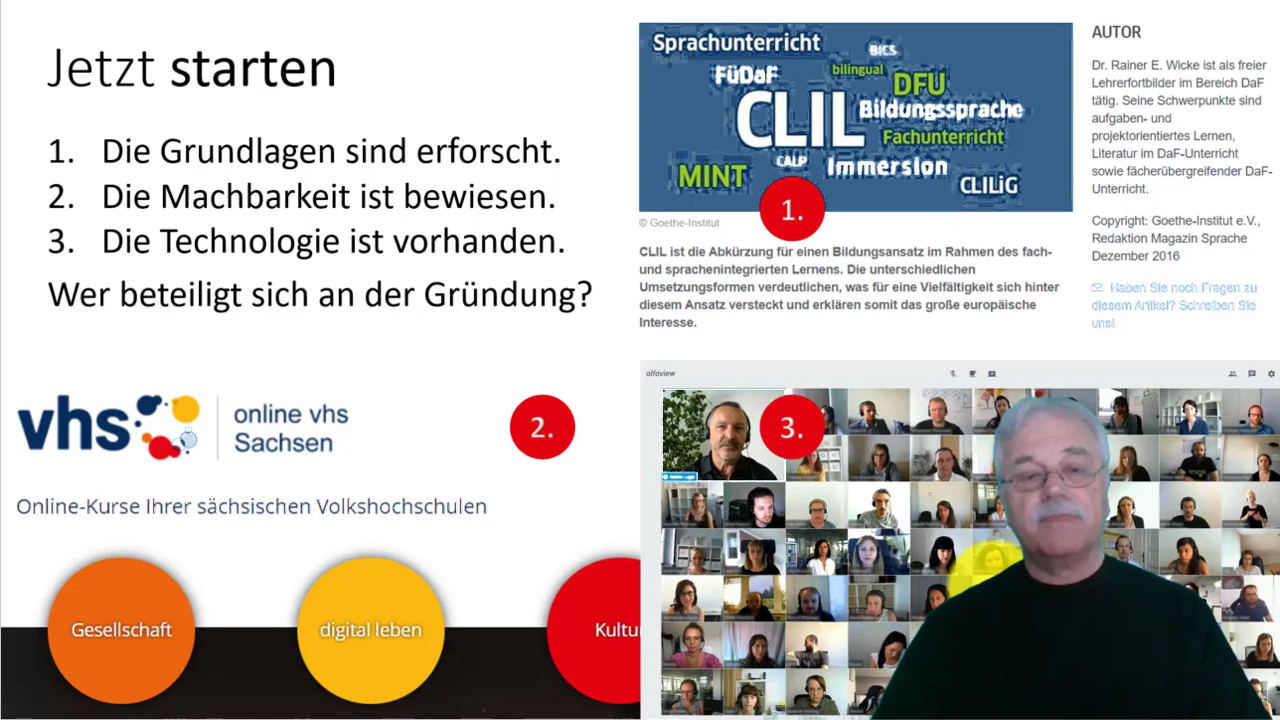 Jetzt starten
1. Die Grundlagen sind erforscht.
2. Die Machbarkeit ist bewiesen.
3. Die Technologie ist vorhanden.
Wer beteiligt sich an der Gründung?
Sprachunterricht
BICS
FüDaF
bilingual
DFU
CLIL
Bildungssprache
Fachunterricht
CALP
Immersion
MINT
CLILiG
1.
© Goethe-Institut
CLIL ist die Abkürzung für einen Bildungsansatz im Rahmen des fach-
und sprachenintegrierten Lernens. Die unterschiedlichen
Umsetzungsformen verdeutlichen, was für eine Vielfältigkeit sich hinter
diesem Ansatz versteckt und erklären somit das große europäische
Interesse.
AUTOR
Dr. Rainer E. Wicke ist als freier
Lehrerfortbilder im Bereich DaF
tätig. Seine Schwerpunkte sind
aufgaben- und
projektorientiertes Lernen,
Literatur im DaF-Unterricht
sowie fächerübergreifender DaF-
Unterricht.
Copyright: Goethe-Institut e.V.,
Redaktion Magazin Sprache
Dezember 2016
Haben Sie noch Fragen zu
diesem Artikel? Schreiben Sie
uns!
vhs
online vhs
Sachsen
2.
Online-Kurse Ihrer sächsischen Volkshochschulen
Gesellschaft
digital leben
Kultu
alfaview
3.